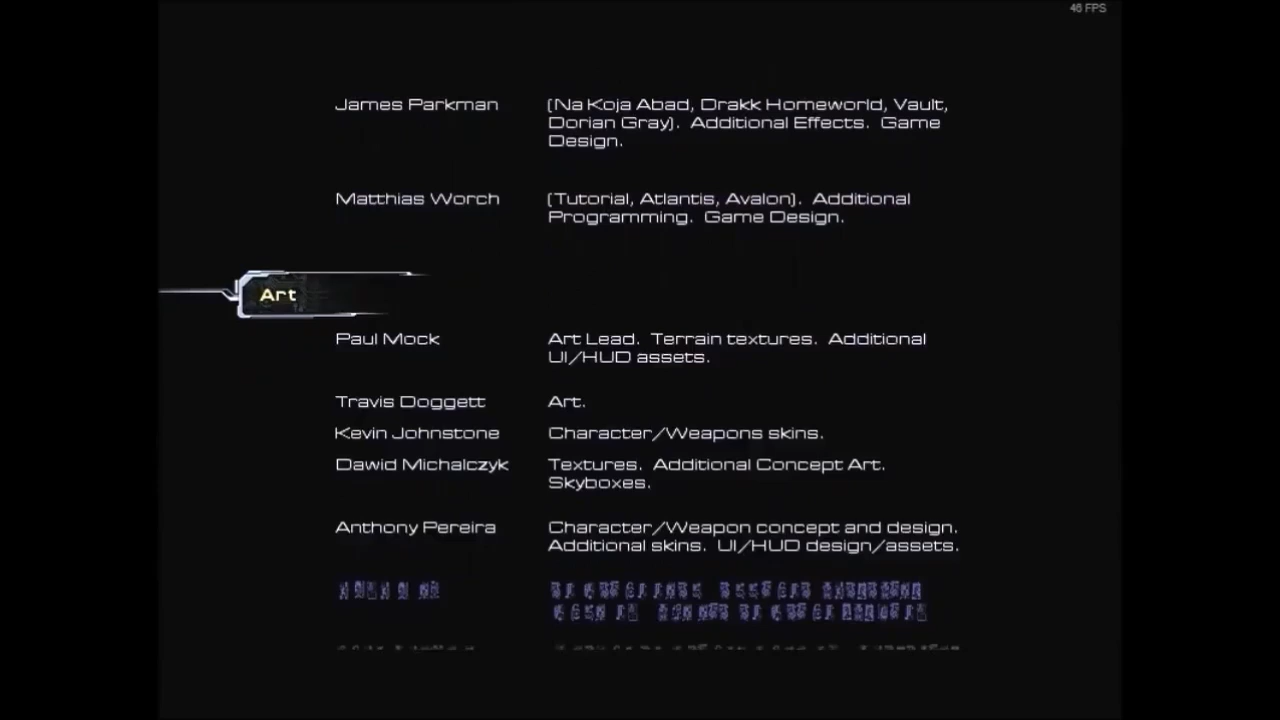 46 FPS
James Parkman (Na Koja Abad, Drakk Homeworld, Vault,
Dorian Gray). Additional Effects. Game
Design.
Matthias Worch (Tutorial, Atlantis, Avalon). Additional
Programming. Game Design.
Art
Paul Mock Art Lead. Terrain textures. Additional
UI/HUD assets.
Travis Doggett Art.
Kevin Johnstone Character/Weapons skins.
Dawid Michalczyk Textures. Additional Concept Art.
Skyboxes.
Anthony Pereira Character/Weapon concept and design.
Additional skins. UI/HUD design/assets.